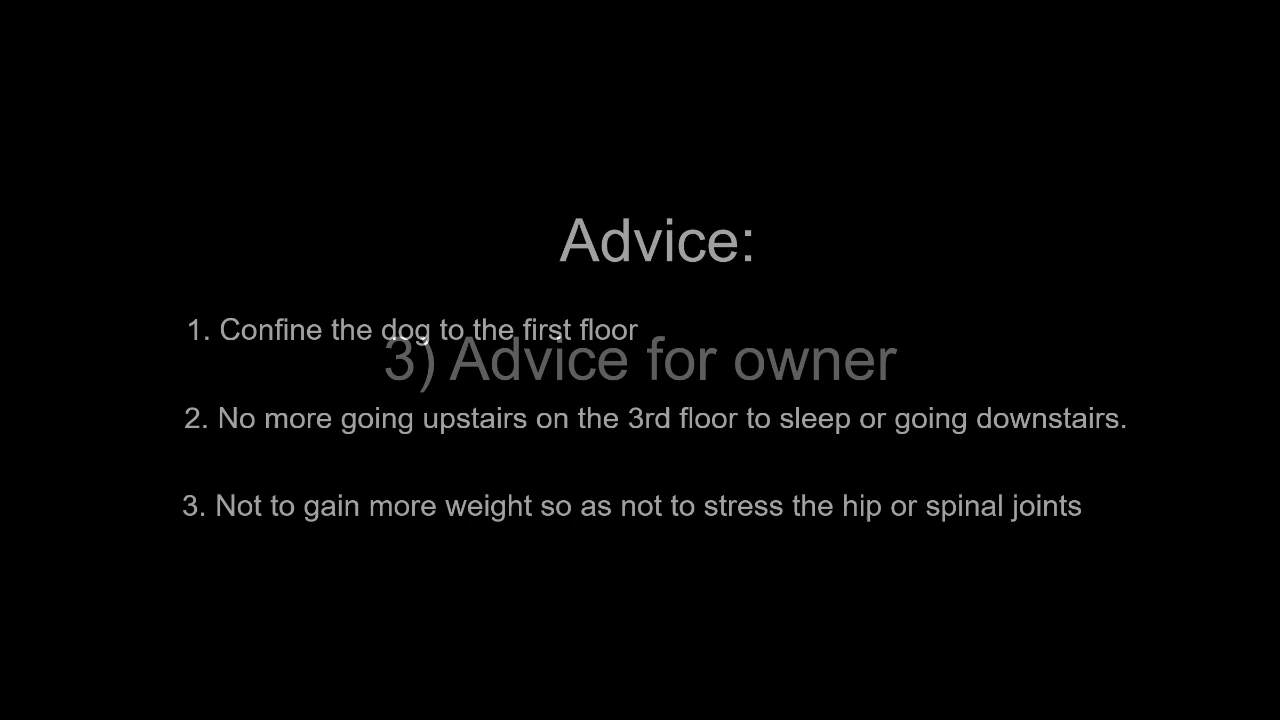 Advice:
1. Confine the dog to the first floor
3) Advice for owner
2. No more going upstairs on the 3rd floor to sleep or going downstairs.
3. Not to gain more weight so as not to stress the hip or spinal joints